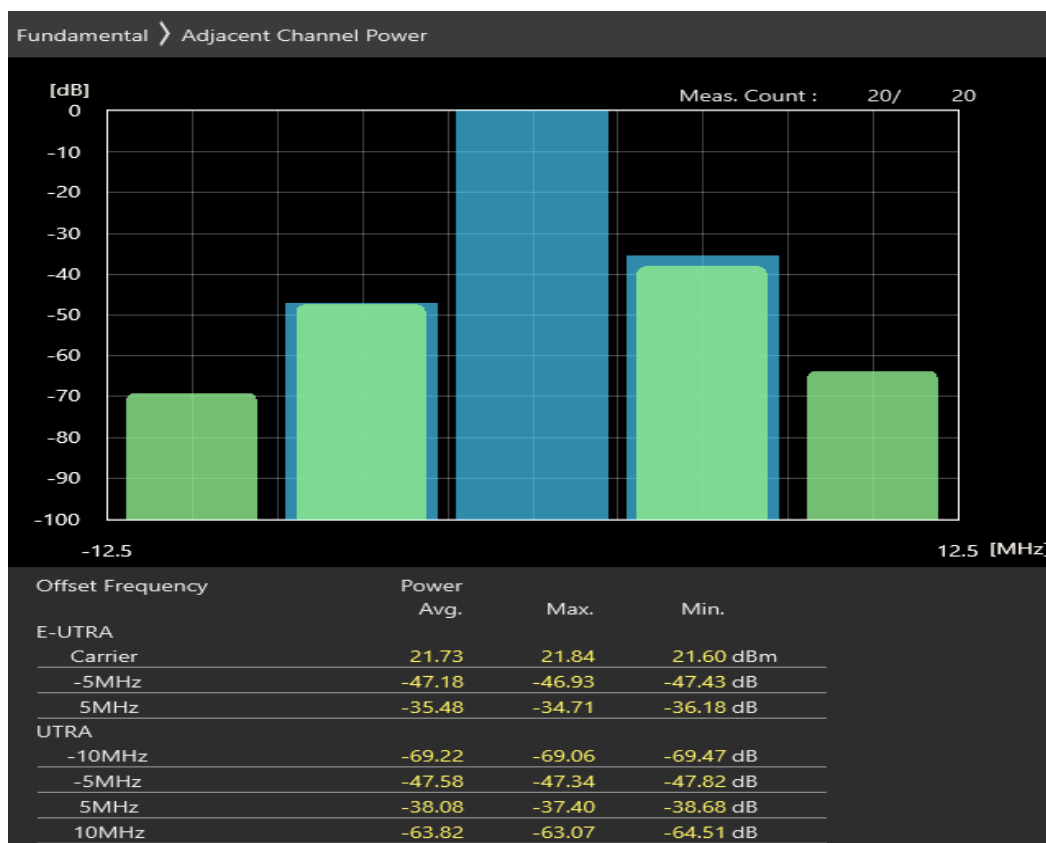 Fundamental 〉 Adjacent Channel Power
[dB]
Meas. Count : 20/ 20
0
-10
-20
-30
-40
-50
-60
-70
-80
-90
-100
-12.5 12.5 [MHz]
Offset Frequency Power
Avg. Max. Min.
E-UTRA
Carrier 21.73 21.84 21.60 dBm
-5MHz -47.18 -46.93 -47.43 dB
5MHz -35.48 -34.71 -36.18 dB
UTRA
-10MHz -69.22 -69.06 -69.47 dB
-5MHz -47.58 -47.34 -47.82 dB
5MHz -38.08 -37.40 -38.68 dB
10MHz -63.82 -63.07 -64.51 dB